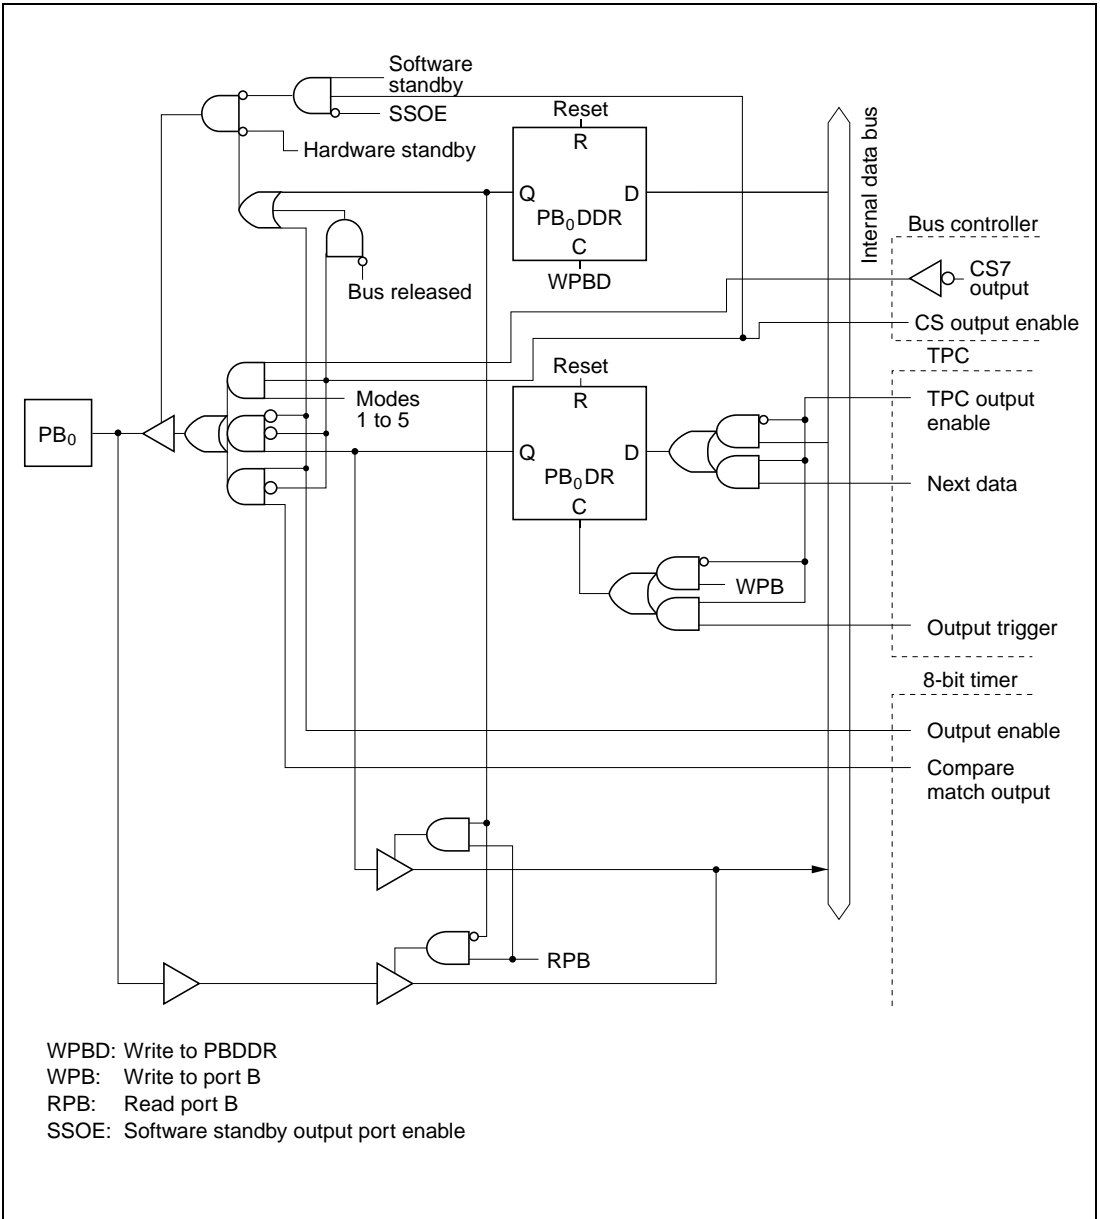 Software
standby
SSOE
Hardware standby
Reset
R
Q
D
PB0DDR
C
WPBD
Bus released
Internal data bus
Bus controller
CS7
output
CS output enable
TPC
Reset
R
Modes
1 to 5
PB0
Q
D
PB0DR
C
TPC output
enable
Next data
WPB
Output trigger
8-bit timer
Output enable
Compare
match output
RPB
WPBD: Write to PBDDR
WPB: Write to port B
RPB: Read port B
SSOE: Software standby output port enable